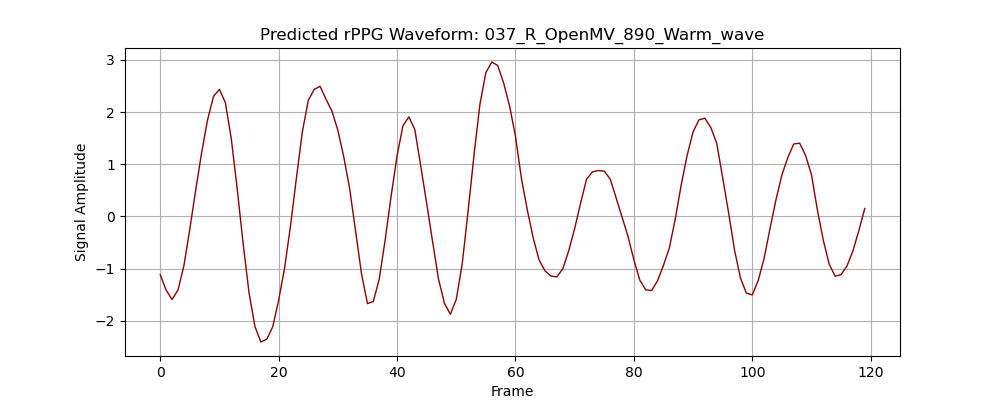 Predicted rPPG Waveform: 037_R_OpenMV_890_Warm_wave
3
2
1
0
−1
−2
Signal Amplitude
0 20 40 60 80 100 120
Frame